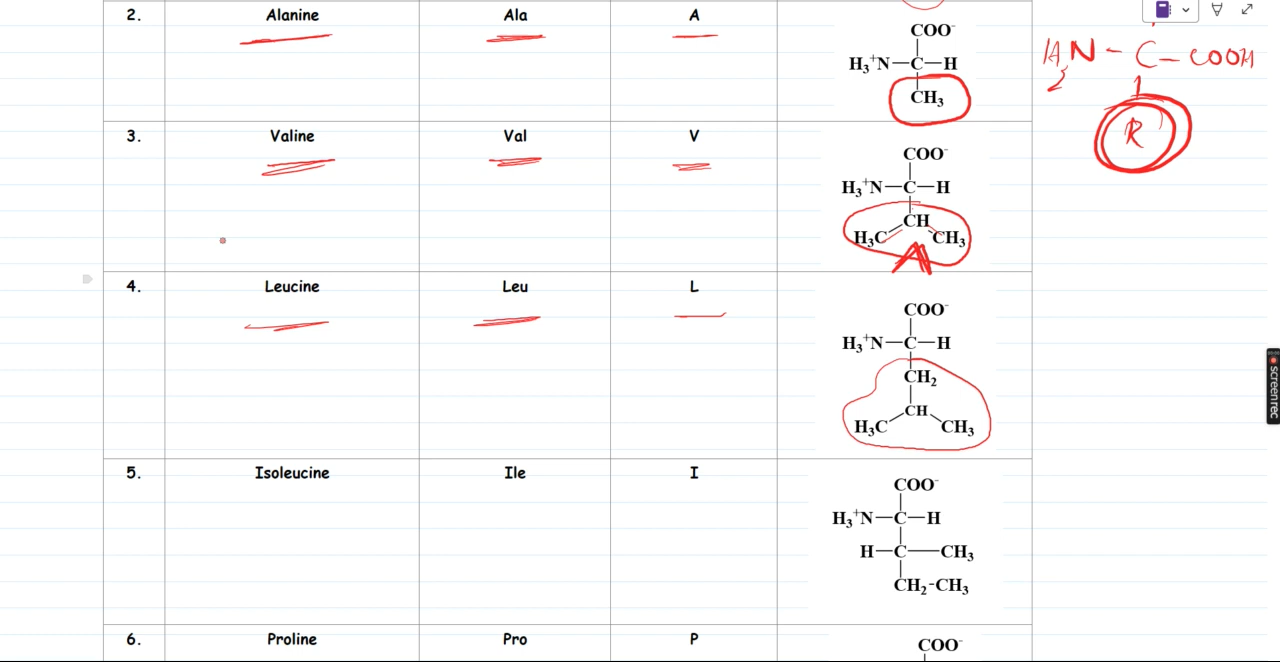 2. Alanine Ala A
COO⁻
H₃⁺N—C—H
CH₃
H₂N - C - COOH
R
3. Valine Val V
COO⁻
H₃⁺N—C—H
CH
H₃C CH₃
4. Leucine Leu L
COO⁻
H₃⁺N—C—H
CH₂
CH
H₃C CH₃
screenrec
5. Isoleucine Ile I
COO⁻
H₃⁺N—C—H
H—C—CH₃
CH₂-CH₃
6. Proline Pro P
COO⁻